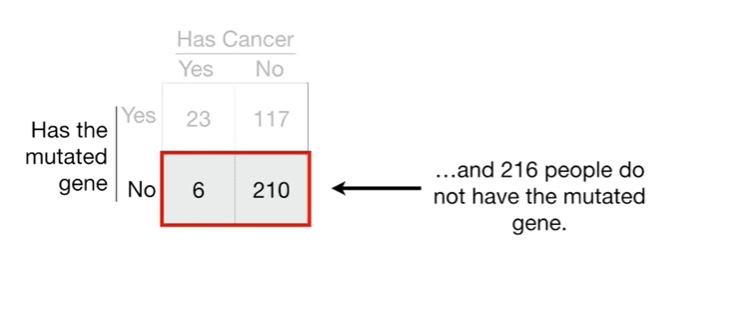 Has Cancer
Yes No
Yes 23 117
Has the
mutated
gene
No 6 210
...and 216 people do
not have the mutated
gene.